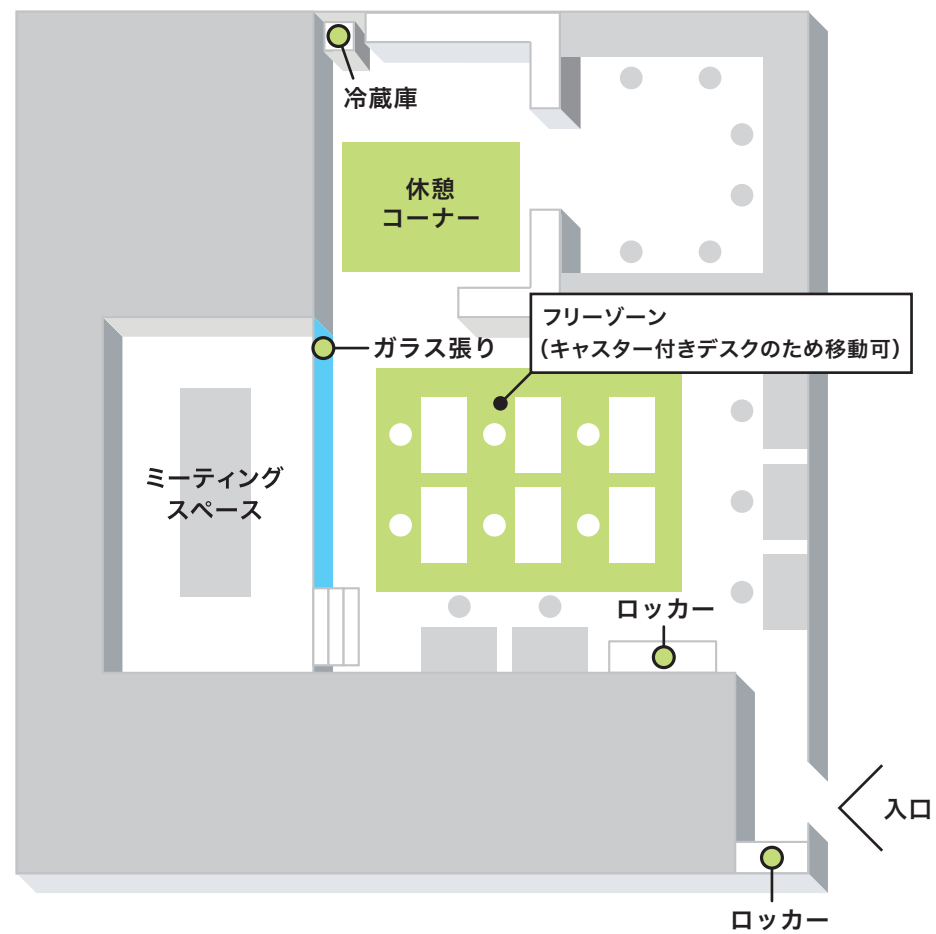 冷蔵庫
休憩
コーナー
フリーゾーン
（キャスター付きデスクのため移動可）
ガラス張り
ミーティング
スペース
ロッカー
入口
ロッカー